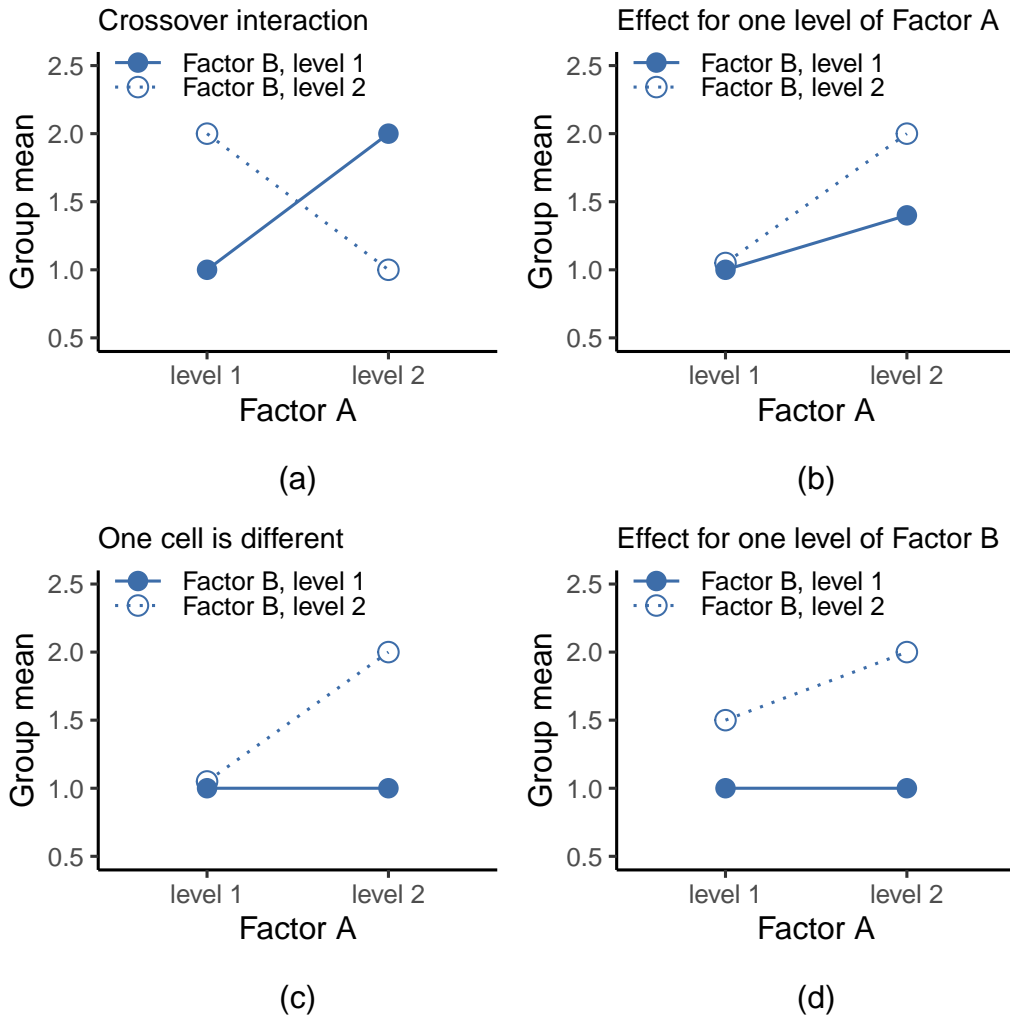 Crossover interaction
Factor B, level 1
Factor B, level 2
2.5
2.0
1.5
1.0
0.5
Group mean
level 1 level 2
Factor A
(a)
Effect for one level of Factor A
Factor B, level 1
Factor B, level 2
2.5
2.0
1.5
1.0
0.5
Group mean
level 1 level 2
Factor A
(b)
One cell is different
Factor B, level 1
Factor B, level 2
2.5
2.0
1.5
1.0
0.5
Group mean
level 1 level 2
Factor A
(c)
Effect for one level of Factor B
Factor B, level 1
Factor B, level 2
2.5
2.0
1.5
1.0
0.5
Group mean
level 1 level 2
Factor A
(d)